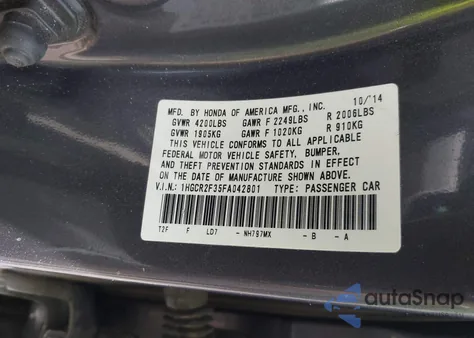 MFD. BY HONDA OF AMERICA MFG., INC. 10/'14
GVWR 4200LBS GAWR F 2249LBS R 2006LBS
GVWR 1905KG GAWR F 1020KG R 910KG
THIS VEHICLE CONFORMS TO ALL APPLICABLE
FEDERAL MOTOR VEHICLE SAFETY, BUMPER,
AND THEFT PREVENTION STANDARDS IN EFFECT
ON THE DATE OF MANUFACTURE SHOWN ABOVE.
V.I.N.: 1HGCR2F35FA042801 TYPE: PASSENGER CAR
T2F F LD7 - NH797MX - B - A
autoSnap